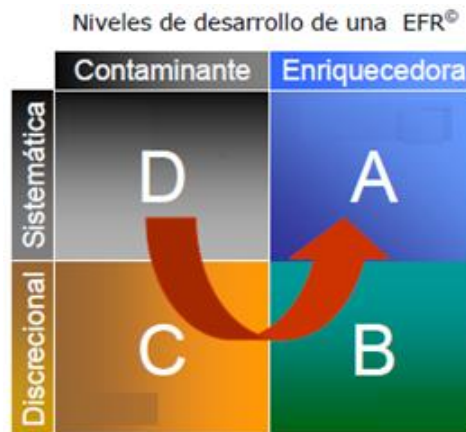 Niveles de desarrollo de una EFR©
Contaminante Enriquecedora
Sistemática
D A
Discrecional
C B